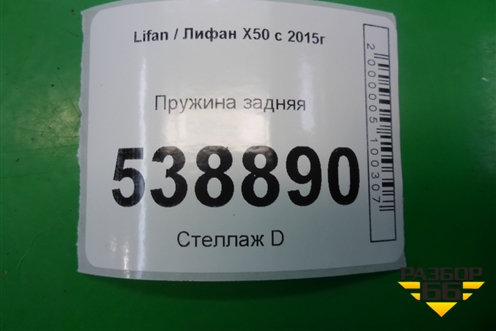 Lifan / Лифан X50 с 2015г
Пружина задняя
538890
Стеллаж D
2000005100307
РАЗБОР
66